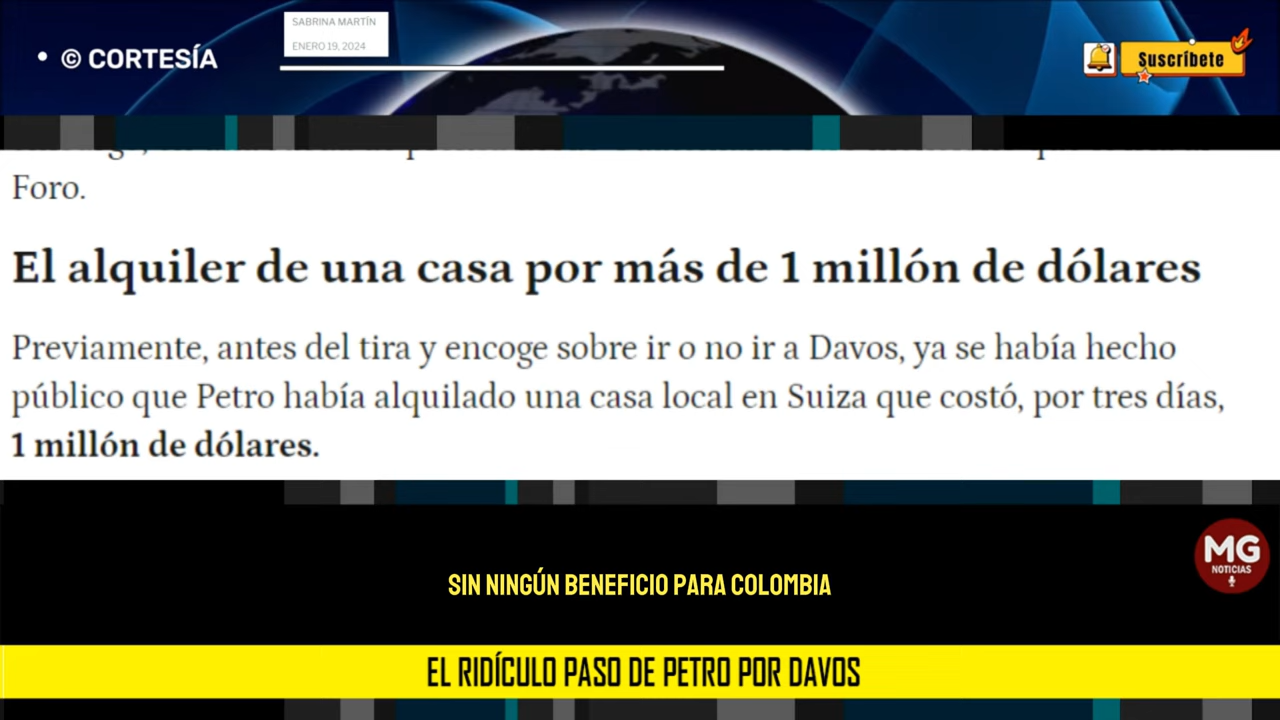 SABRINA MARTÍN
ENERO 19, 2024
• © CORTESÍA
Suscríbete
Foro.
El alquiler de una casa por más de 1 millón de dólares
Previamente, antes del tira y encoge sobre ir o no ir a Davos, ya se había hecho
público que Petro había alquilado una casa local en Suiza que costó, por tres días,
1 millón de dólares.
MG
NOTICIAS
SIN NINGÚN BENEFICIO PARA COLOMBIA
EL RIDÍCULO PASO DE PETRO POR DAVOS